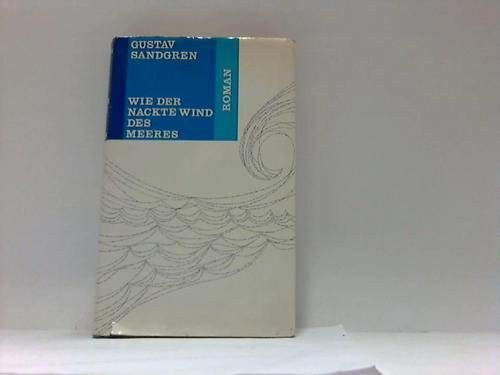 GUSTAV
SANDGREN
WIE DER
NACKTE WIND
DES
MEERES
ROMAN